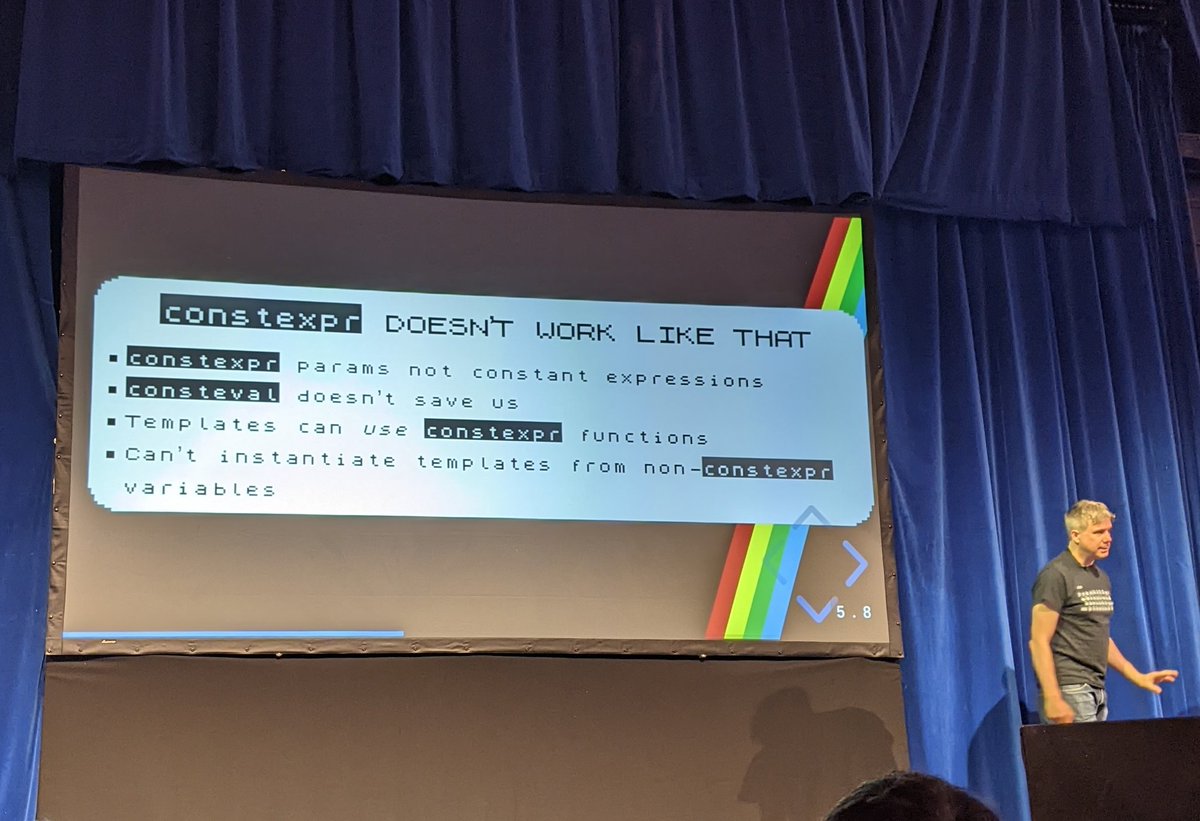 constexpr DOESN'T WORK LIKE THAT
▪ constexpr params not constant expressions
▪ consteval doesn't save us
▪ Templates can use constexpr functions
▪ Can't instantiate templates from non-constexpr
variables
5.8